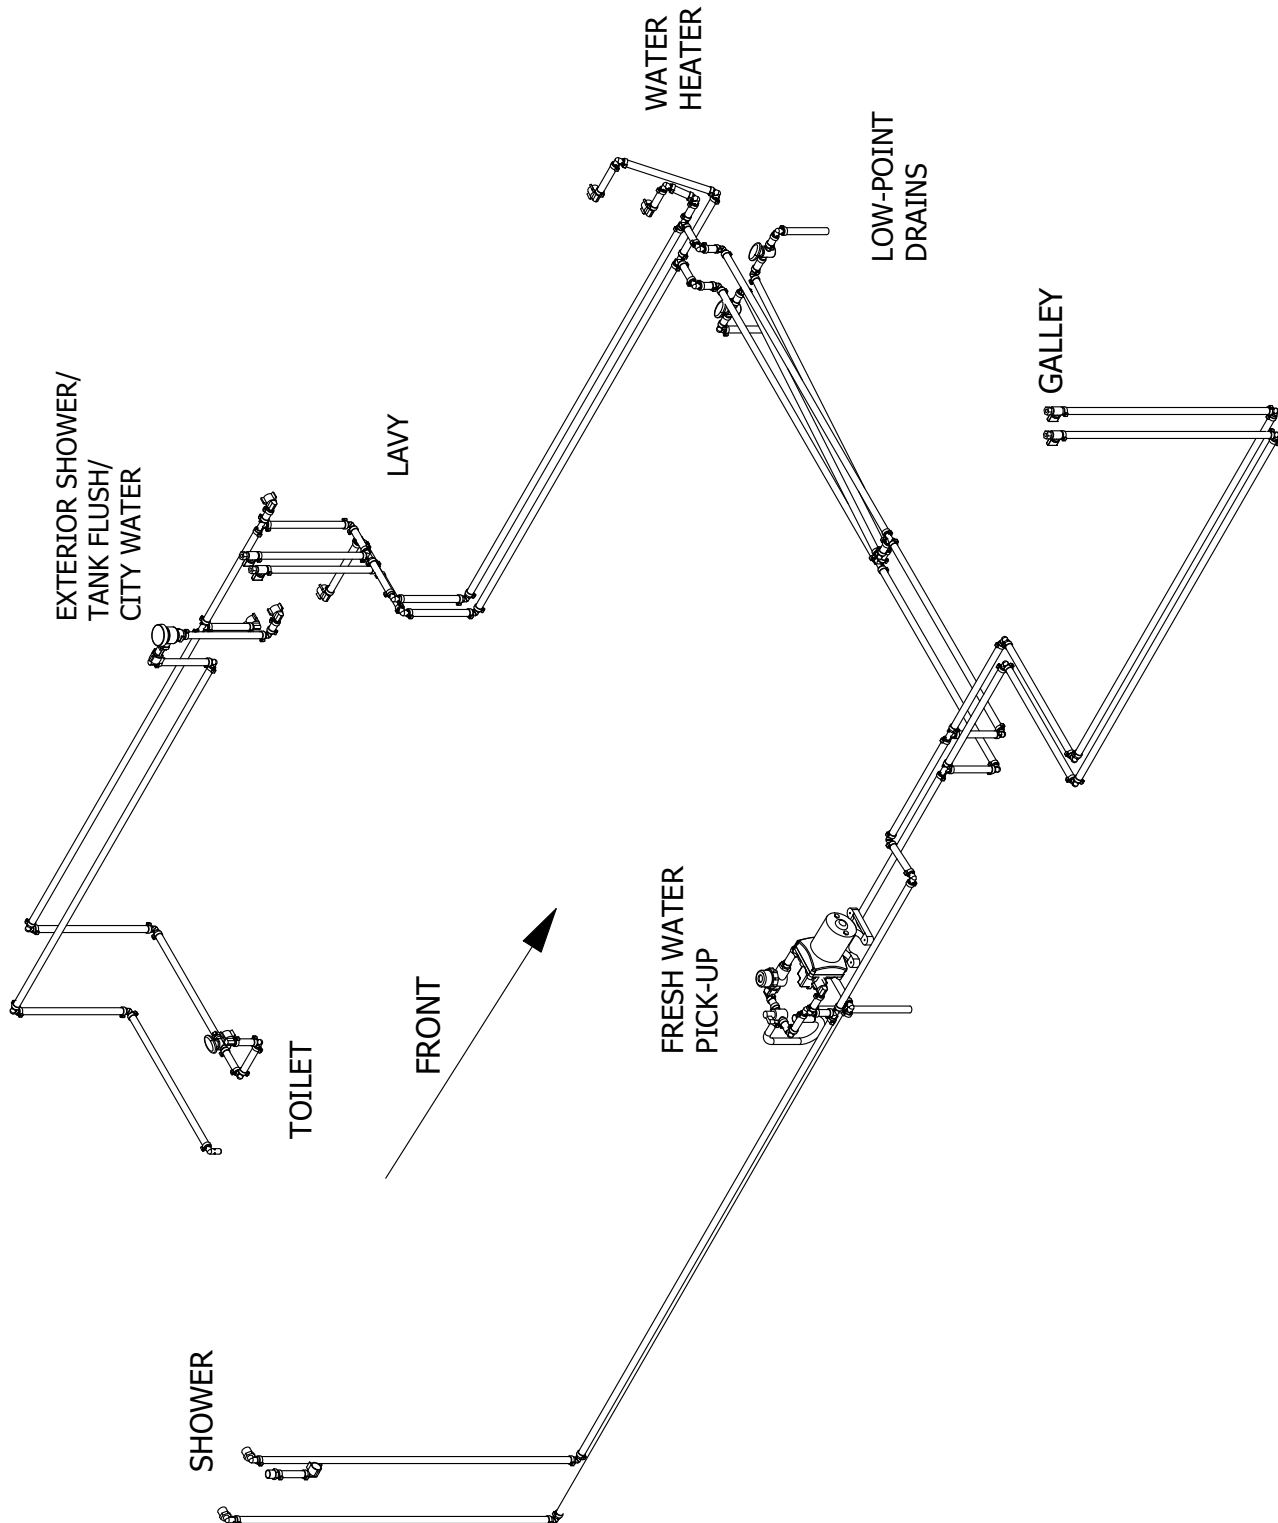 WATER
HEATER
LOW-POINT
DRAINS
EXTERIOR SHOWER/
TANK FLUSH/
CITY WATER
LAVY
GALLEY
FRONT
FRESH WATER
PICK-UP
TOILET
SHOWER